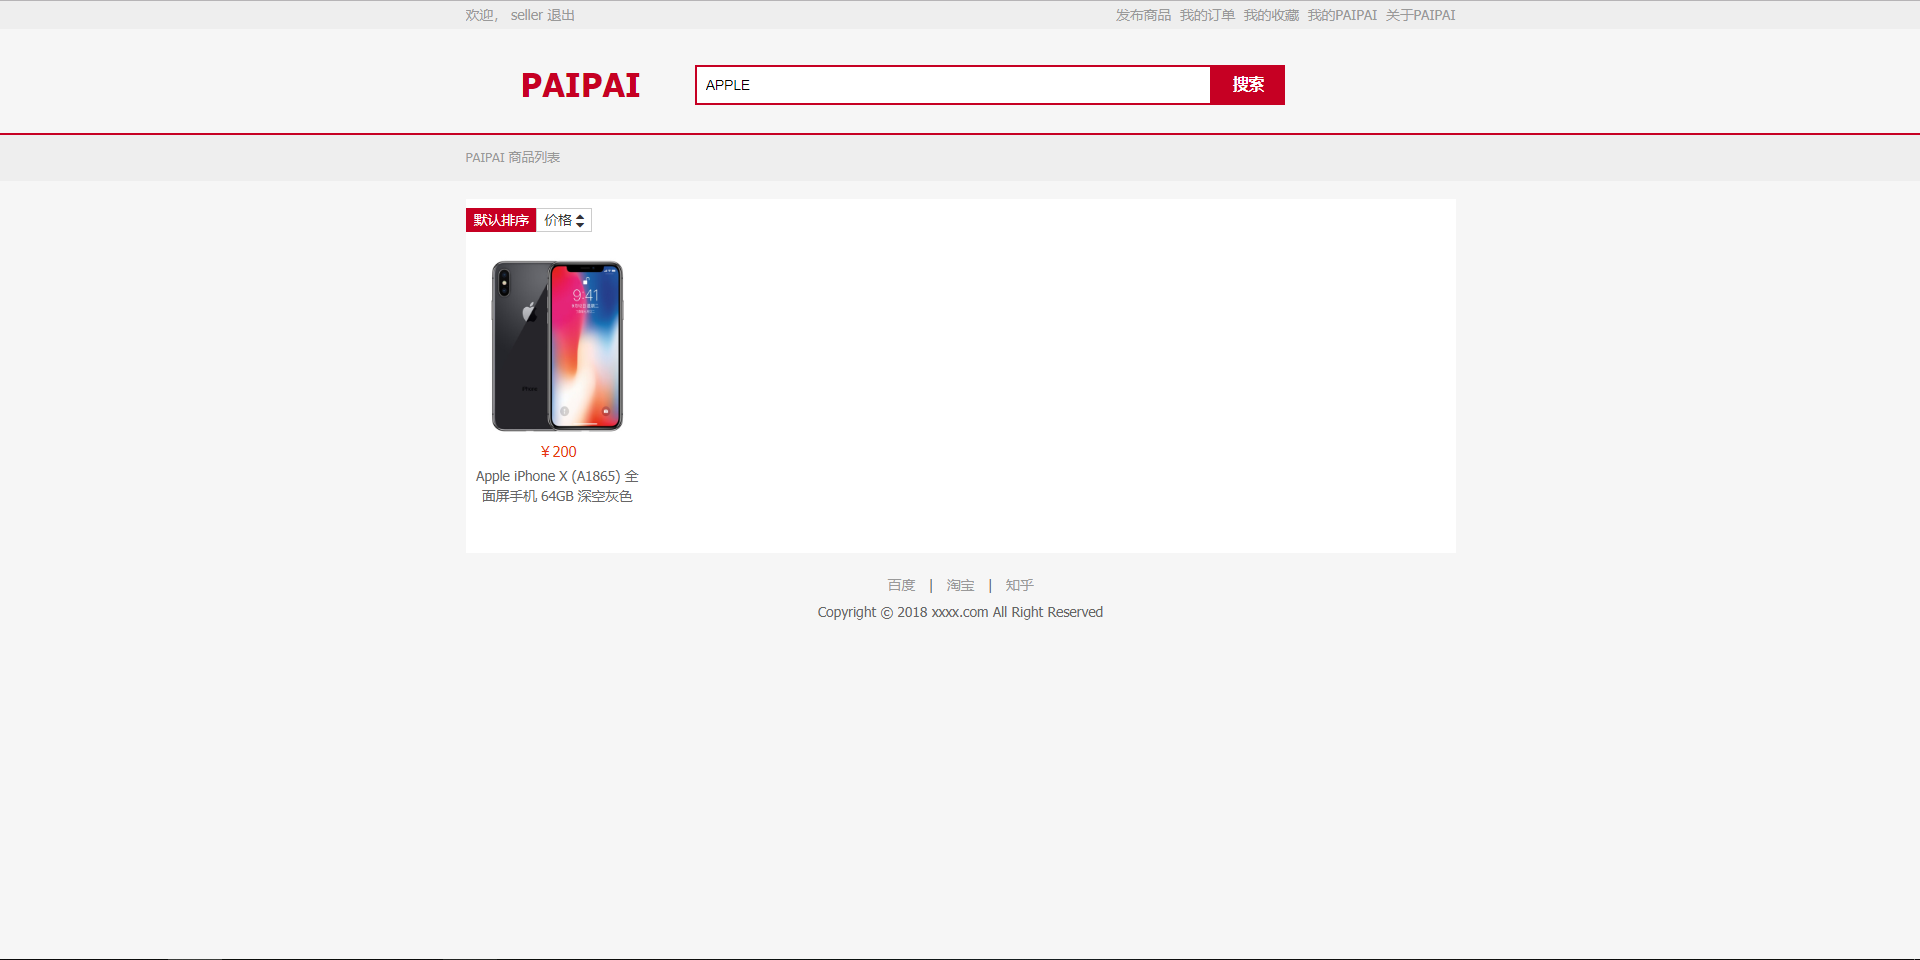 欢迎， seller 退出
发布商品 我的订单 我的收藏 我的PAIPAI 关于PAIPAI
PAIPAI
APPLE
搜索
PAIPAI 商品列表
默认排序 价格
9:41
￥200
Apple iPhone X (A1865) 全
面屏手机 64GB 深空灰色
百度 | 淘宝 | 知乎
Copyright © 2018 xxxx.com All Right Reserved